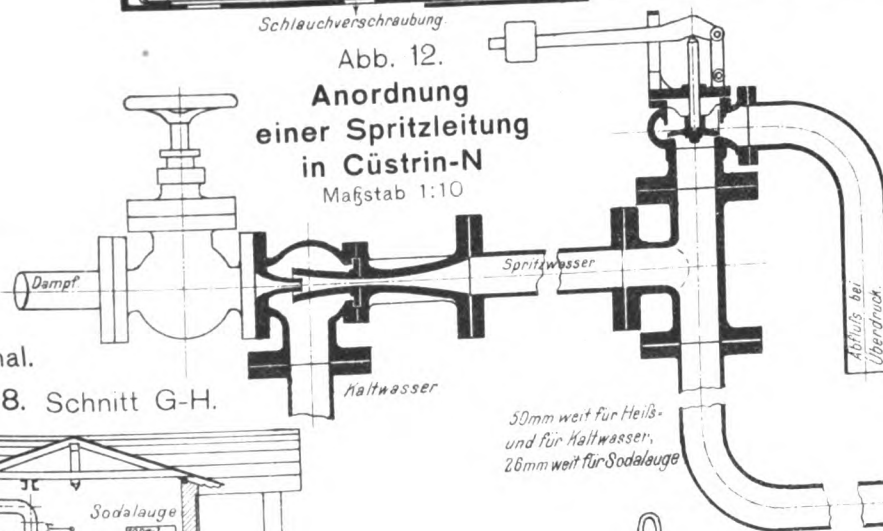 Schlauchverschraubung.
Abb. 12.
Anordnung
einer Spritzleitung
in Cüstrin-N
Maßstab 1:10
Dampf.
Spritzwasser
Kaltwasser
Abfluß bei
Überdruck.
8. Schnitt G-H.
50mm weit für Heiß-
und für Kaltwasser,
26mm weit für Sodalauge
Sodalauge